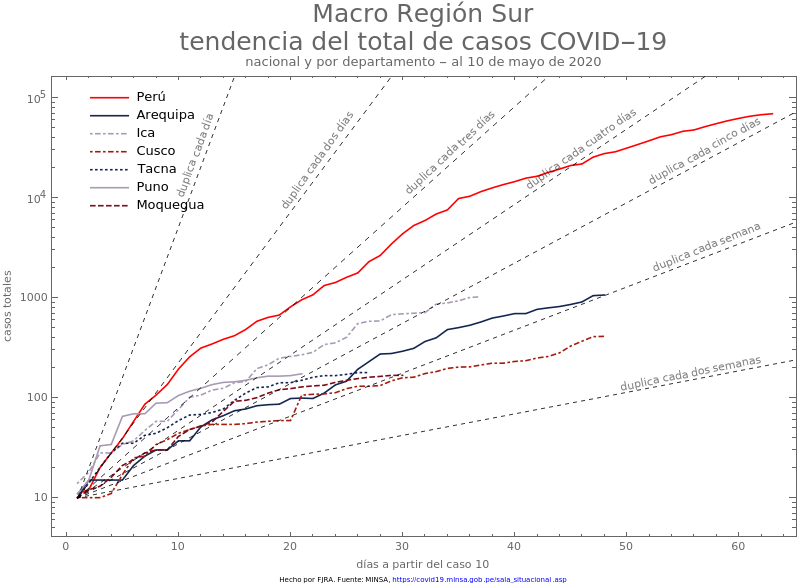 Macro Región Sur
tendencia del total de casos COVID−19
nacional y por departamento − al 10 de mayo de 2020
casos totales
10^5
10^4
1000
100
10
Perú
Arequipa
Ica
Cusco
Tacna
Puno
Moquegua
duplica cada día
duplica cada dos días
duplica cada tres días
duplica cada cuatro días
duplica cada cinco días
duplica cada semana
duplica cada dos semanas
0 10 20 30 40 50 60
días a partir del caso 10
Hecho por FJRA. Fuente: MINSA, https://covid19.minsa.gob.pe/sala_situacional.asp